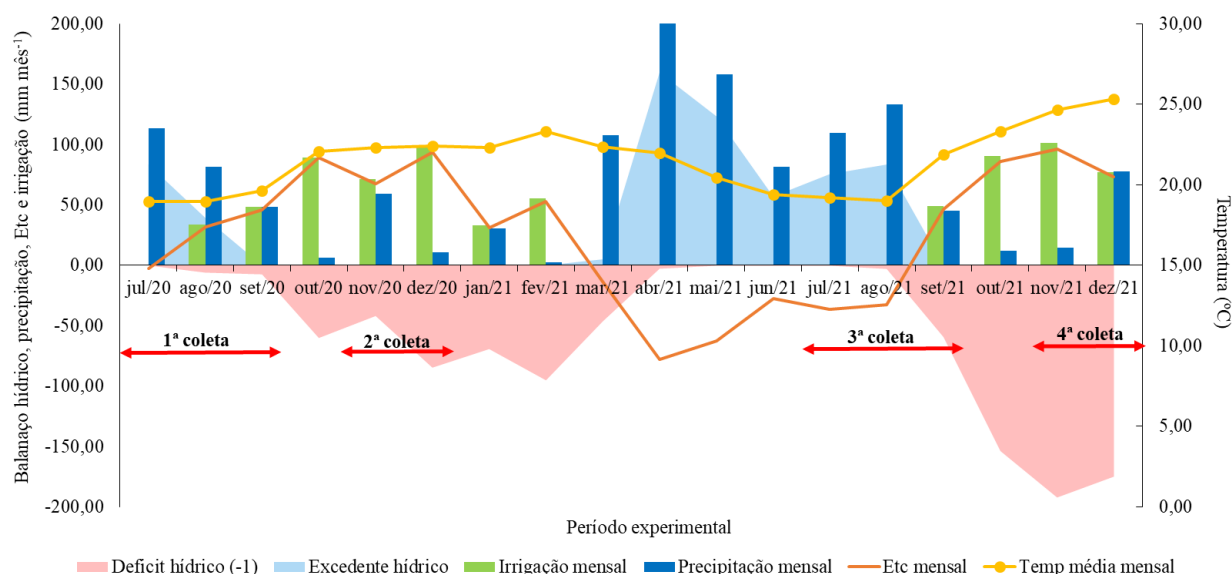 Balanaço hídrico, precipitação, Etc e irrigação (mm mês-1)
200,00
150,00
100,00
50,00
0,00
-50,00
-100,00
-150,00
-200,00
30,00
25,00
20,00
15,00
10,00
5,00
0,00
Temperatura (ºC)
jul/20 ago/20 set/20 out/20 nov/20 dez/20 jan/21 fev/21 mar/21 abr/21 mai/21 jun/21 jul/21 ago/21 set/21 out/21 nov/21 dez/21
1ª coleta 2ª coleta 3ª coleta 4ª coleta
Período experimental
Deficit hídrico (-1) Excedente hídrico Irrigação mensal Precipitação mensal Etc mensal Temp média mensal